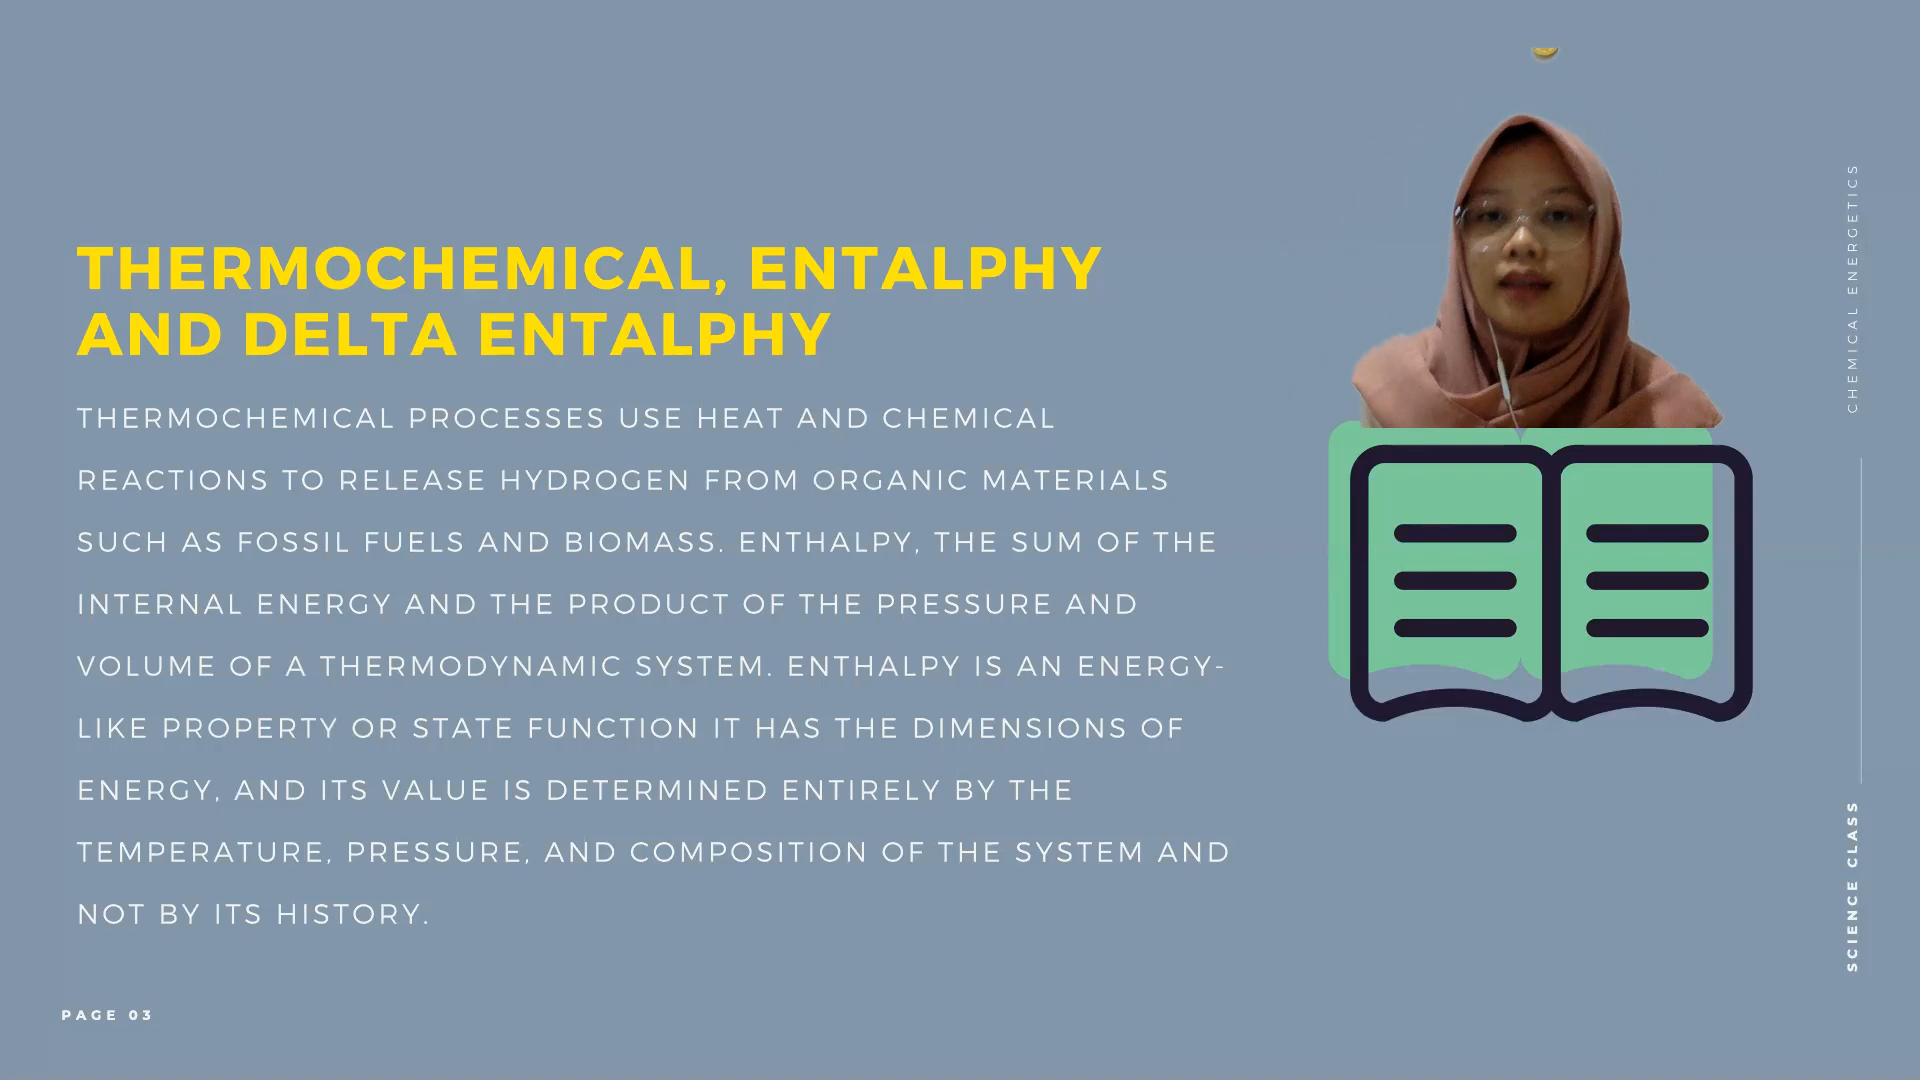 THERMOCHEMICAL, ENTALPHY
AND DELTA ENTALPHY
THERMOCHEMICAL PROCESSES USE HEAT AND CHEMICAL
REACTIONS TO RELEASE HYDROGEN FROM ORGANIC MATERIALS
SUCH AS FOSSIL FUELS AND BIOMASS. ENTHALPY, THE SUM OF THE
INTERNAL ENERGY AND THE PRODUCT OF THE PRESSURE AND
VOLUME OF A THERMODYNAMIC SYSTEM. ENTHALPY IS AN ENERGY-
LIKE PROPERTY OR STATE FUNCTION IT HAS THE DIMENSIONS OF
ENERGY, AND ITS VALUE IS DETERMINED ENTIRELY BY THE
TEMPERATURE, PRESSURE, AND COMPOSITION OF THE SYSTEM AND
NOT BY ITS HISTORY.
PAGE 03
CHEMICAL ENERGETICS
SCIENCE CLASS